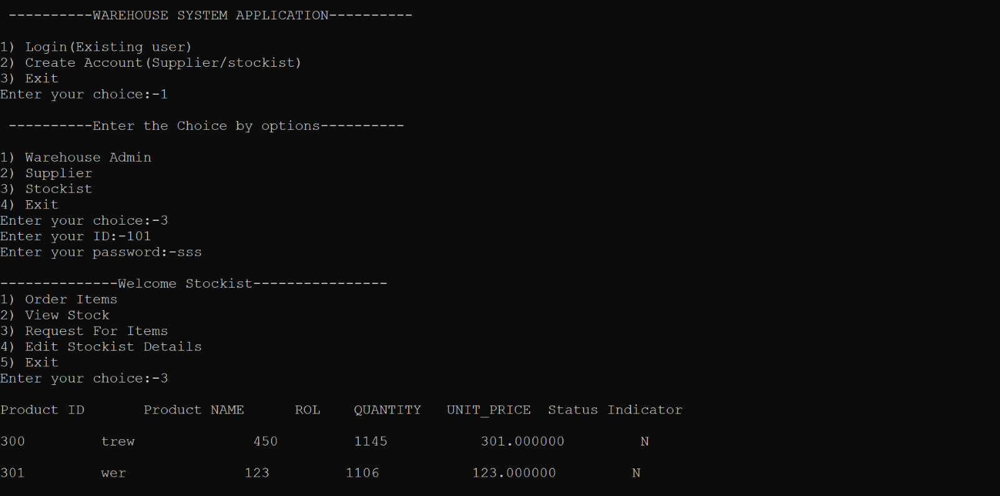 ----------WAREHOUSE SYSTEM APPLICATION----------
1) Login(Existing user)
2) Create Account(Supplier/stockist)
3) Exit
Enter your choice:-1
----------Enter the Choice by options----------
1) Warehouse Admin
2) Supplier
3) Stockist
4) Exit
Enter your choice:-3
Enter your ID:-101
Enter your password:-sss
--------------Welcome Stockist----------------
1) Order Items
2) View Stock
3) Request For Items
4) Edit Stockist Details
5) Exit
Enter your choice:-3
Product ID       Product NAME      ROL    QUANTITY   UNIT_PRICE  Status Indicator
300         trew              450         1145           301.000000         N
301         wer              123         1106           123.000000         N